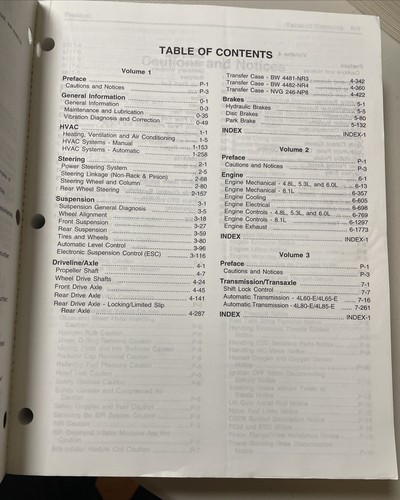 TABLE OF CONTENTS
Volume 1
Preface P-1
Cautions and Notices P-3
General Information 0-1
General Information 0-3
Maintenance and Lubrication 0-35
Vibration Diagnosis and Correction 0-49
HVAC 1-1
Heating, Ventilation and Air Conditioning 1-5
HVAC Systems - Manual 1-153
HVAC Systems - Automatic 1-258
Steering 2-1
Power Steering System 2-5
Steering Linkage (Non-Rack & Pinion) 2-68
Steering Wheel and Column 2-80
Rear Wheel Steering 2-157
Suspension 3-1
Suspension General Diagnosis 3-5
Wheel Alignment 3-18
Front Suspension 3-27
Rear Suspension 3-59
Tires and Wheels 3-80
Automatic Level Control 3-96
Electronic Suspension Control (ESC) 3-116
Driveline/Axle 4-1
Propeller Shaft 4-7
Wheel Drive Shafts 4-24
Front Drive Axle 4-45
Rear Drive Axle 4-141
Rear Drive Axle - Locking/Limited Slip
Rear Axle 4-287
Transfer Case - BW 4481-NR3 4-342
Transfer Case - BW 4482-NR4 4-360
Transfer Case - NVG 246-NP8 4-422
Brakes 5-1
Hydraulic Brakes 5-5
Disc Brakes 5-80
Park Brake 5-132
INDEX INDEX-1
Volume 2
Preface P-1
Cautions and Notices P-3
Engine 6-1
Engine Mechanical - 4.8L, 5.3L, and 6.0L 6-13
Engine Mechanical - 8.1L 6-357
Engine Cooling 6-605
Engine Electrical 6-698
Engine Controls - 4.8L, 5.3L, and 6.0L 6-769
Engine Controls - 8.1L 6-1297
Engine Exhaust 6-1773
INDEX INDEX-1
Volume 3
Preface P-1
Cautions and Notices P-3
Transmission/Transaxle 7-1
Shift Lock Control 7-7
Automatic Transmission - 4L60-E/4L65-E 7-16
Automatic Transmission - 4L80-E/4L85-E 7-261
INDEX INDEX-1